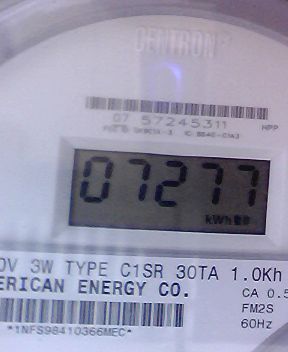 CENTRON
07 57245311
07277
kWh
0V 3W TYPE C1SR 30TA 1.0Kh
ERICAN ENERGY CO.
CA 0.5
FM2S
60Hz
*1NFS98410366MEC*